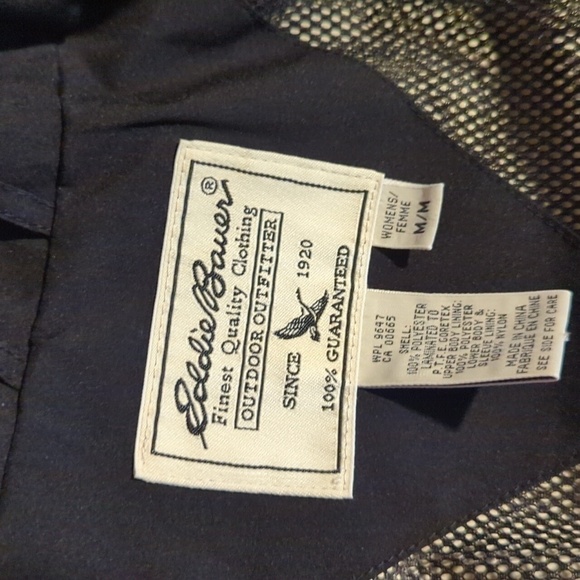 Eddie Bauer®
Finest Quality Clothing
OUTDOOR OUTFITTER
SINCE 1920
100% GUARANTEED
WOMENS/
FEMME
M/M
WPL 9647
CA 00665
SHELL:
100% POLYESTER
LAMINATED TO
P.T.F.E. GORETEX
UPPER BODY LINING:
100% POLYESTER
LOWER BODY &
SLEEVE LINING:
100% NYLON
MADE IN CHINA
FABRIQUE EN CHINE
SEE SIDE FOR CARE